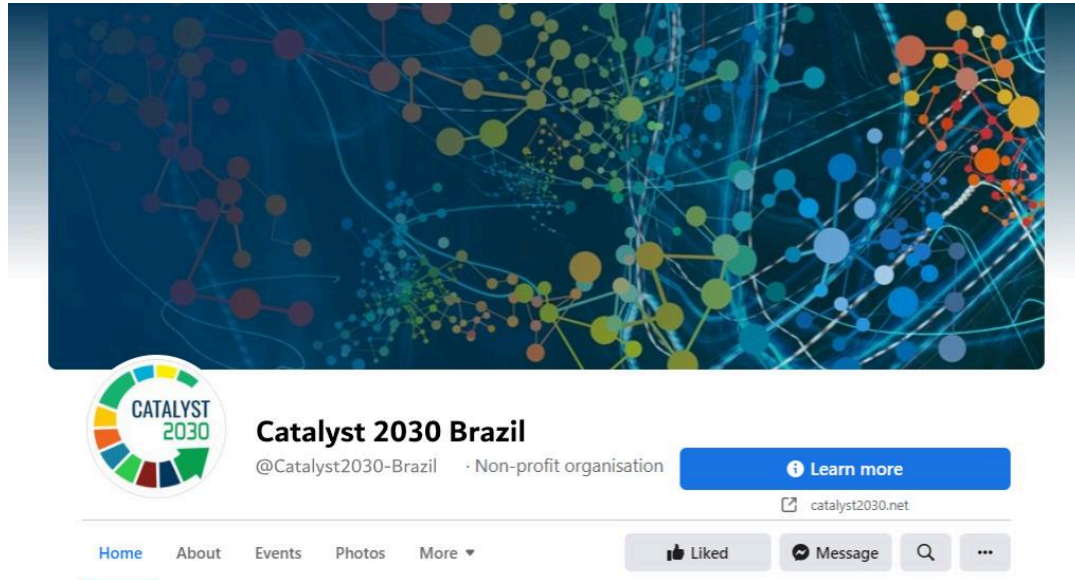 CATALYST
2030
Catalyst 2030 Brazil
@Catalyst2030-Brazil · Non-profit organisation
Learn more
catalyst2030.net
Home About Events Photos More
Liked Message